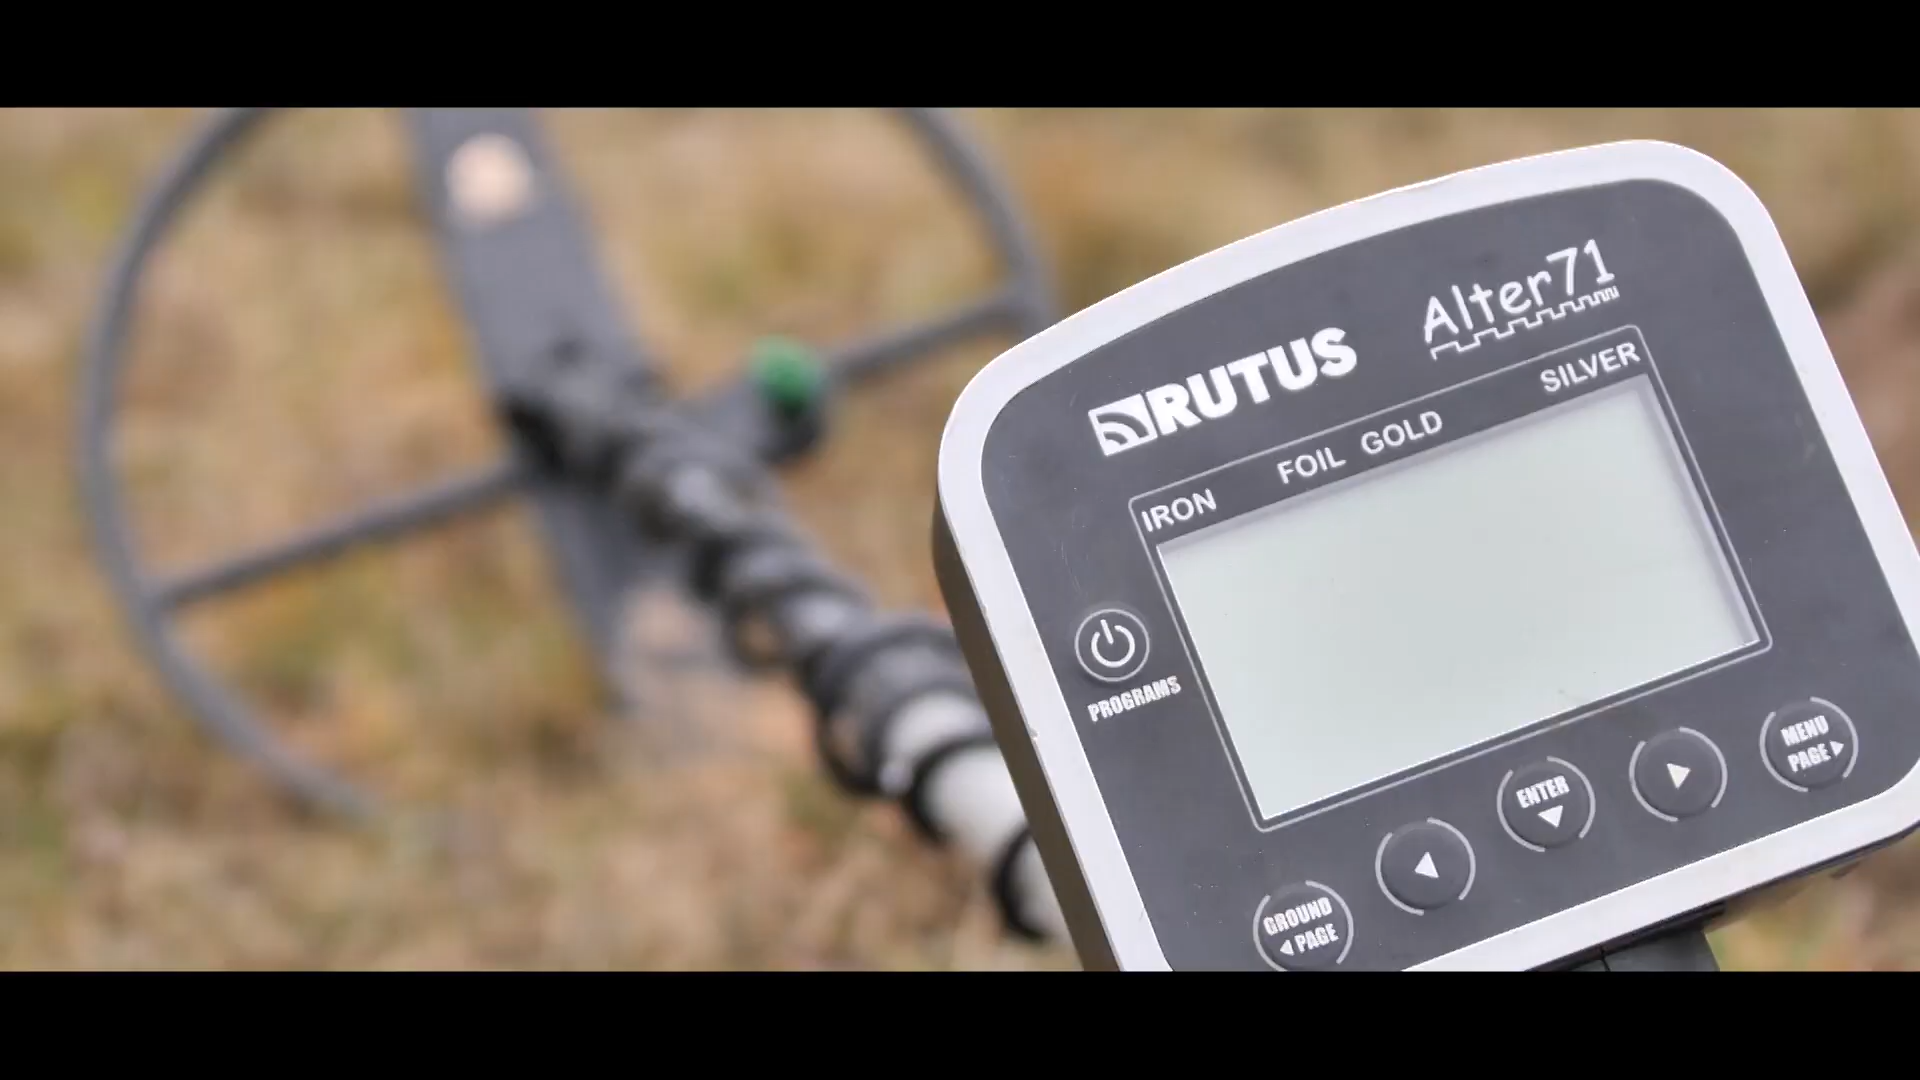 Alter71
RUTUS
IRON FOIL GOLD SILVER
PROGRAMS
MENU
PAGE ▶
▶
ENTER
▼
◀
GROUND
◀ PAGE